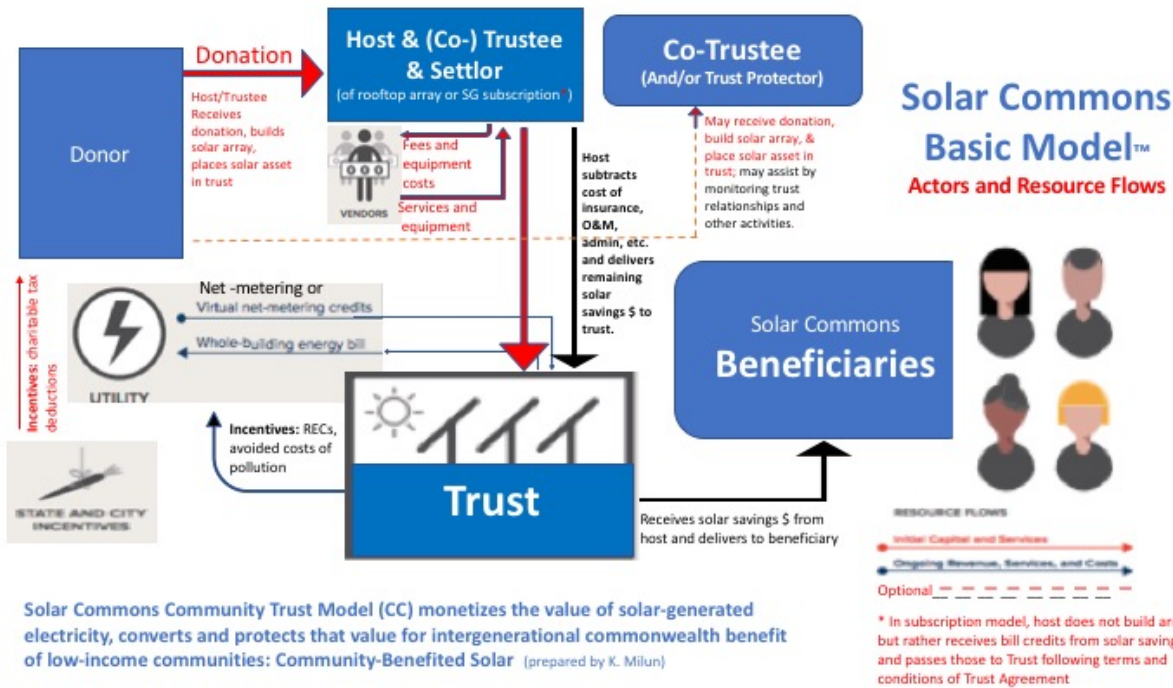 Donor
Donation
Host/Trustee
Receives
donation, builds
solar array,
places solar asset
in trust
Host & (Co-) Trustee
& Settlor
(of rooftop array or SG subscription*)
Co-Trustee
(And/or Trust Protector)
Solar Commons
Basic Model™
Actors and Resource Flows
VENDORS
Fees and
equipment
costs
Services and
equipment
Host
subtracts
cost of
insurance,
O&M,
admin, etc.
and delivers
remaining
solar
savings $ to
trust.
May receive donation,
build solar array, &
place solar asset in
trust; may assist by
monitoring trust
relationships and
other activities.
Incentives: charitable tax
deductions
Net -metering or
Virtual net-metering credits
Whole-building energy bill
UTILITY
Incentives: RECs,
avoided costs of
pollution
STATE AND CITY
INCENTIVES
Trust
Solar Commons
Beneficiaries
Receives solar savings $ from
host and delivers to beneficiary
RESOURCE FLOWS
Initial Capital and Services
Ongoing Revenue, Services, and Costs
Optional
* In subscription model, host does not build arr
but rather receives bill credits from solar saving
and passes those to Trust following terms and
conditions of Trust Agreement
Solar Commons Community Trust Model (CC) monetizes the value of solar-generated
electricity, converts and protects that value for intergenerational commonwealth benefit
of low-income communities: Community-Benefited Solar (prepared by K. Milun)